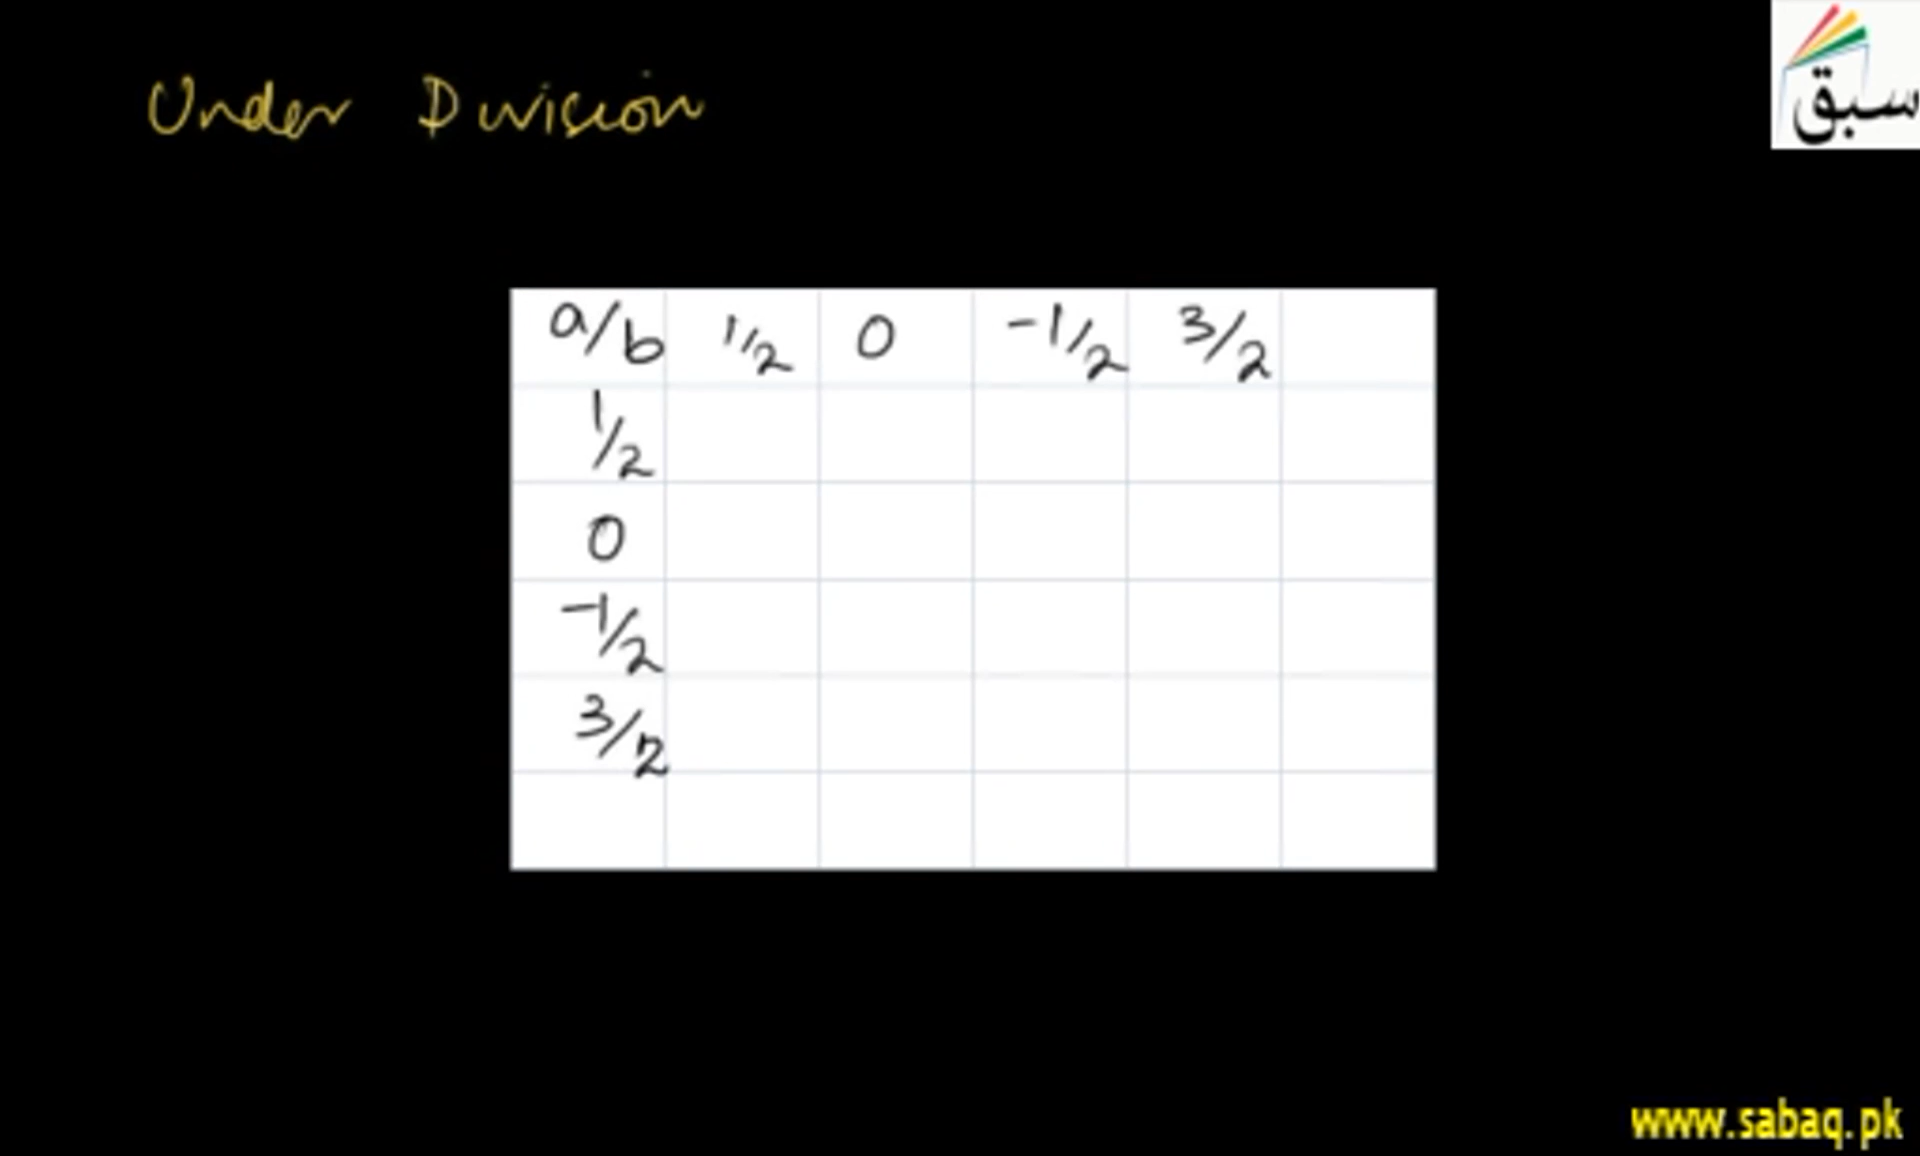 Under Division
سبق
a/b 1/2 0 -1/2 3/2
1/2
0
-1/2
3/2
www.sabaq.pk